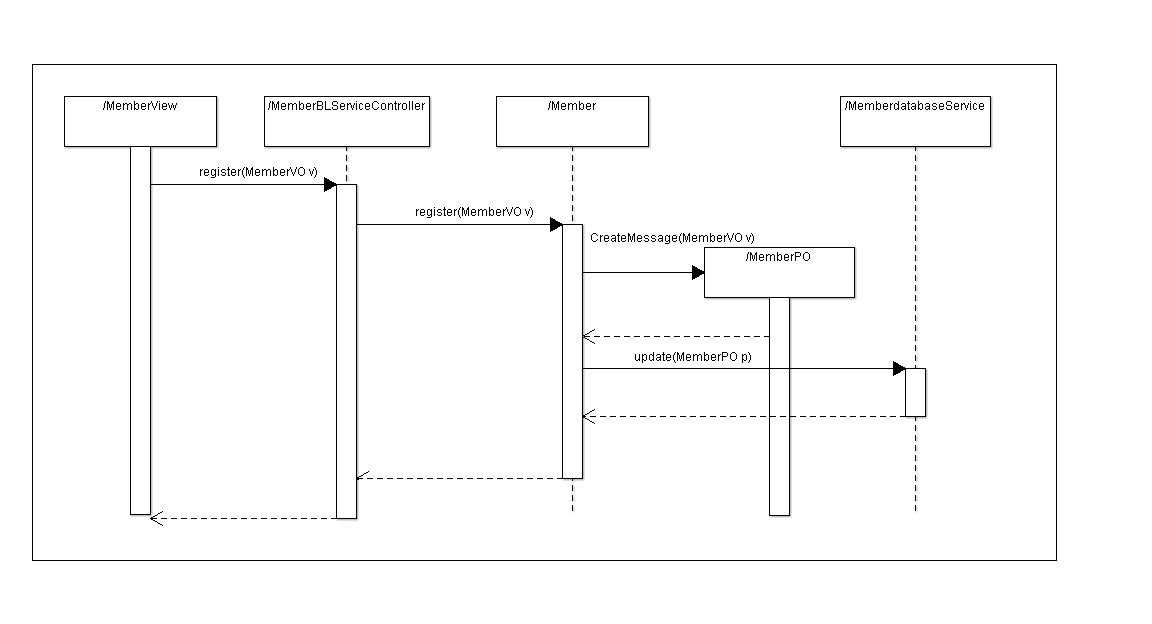 /MemberView
/MemberBLServiceController
/Member
/MemberdatabaseService
register(MemberVO v)
register(MemberVO v)
CreateMessage(MemberVO v)
/MemberPO
update(MemberPO p)